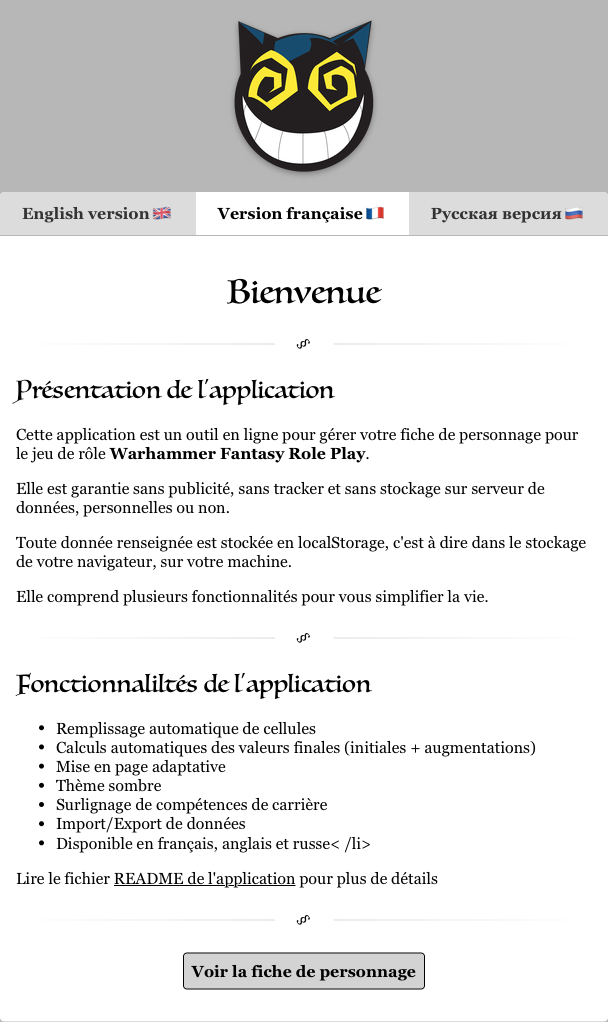 English version 🇬🇧 Version française 🇫🇷 Русская версия 🇷🇺
Bienvenue
Présentation de l'application
Cette application est un outil en ligne pour gérer votre fiche de personnage pour
le jeu de rôle Warhammer Fantasy Role Play.
Elle est garantie sans publicité, sans tracker et sans stockage sur serveur de
données, personnelles ou non.
Toute donnée renseignée est stockée en localStorage, c'est à dire dans le stockage
de votre navigateur, sur votre machine.
Elle comprend plusieurs fonctionnalités pour vous simplifier la vie.
Fonctionnaliltés de l'application
• Remplissage automatique de cellules
• Calculs automatiques des valeurs finales (initiales + augmentations)
• Mise en page adaptative
• Thème sombre
• Surlignage de compétences de carrière
• Import/Export de données
• Disponible en français, anglais et russe< /li>
Lire le fichier README de l'application pour plus de détails
Voir la fiche de personnage